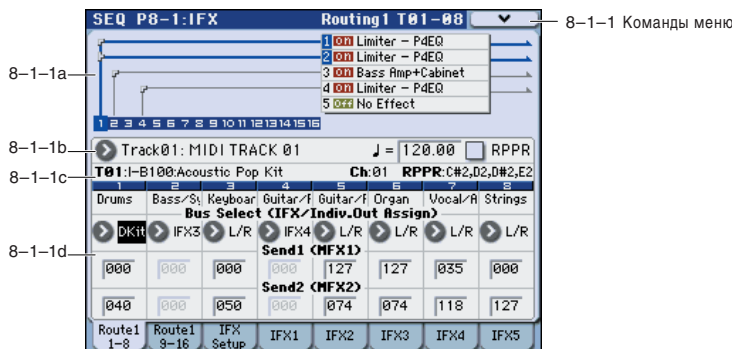 SEQ P8-1:IFX Routing1 T01-08
8-1-1 Команды меню
1 On Limiter - P4EQ
2 On Limiter - P4EQ
8-1-1a
3 On Bass Amp+Cabinet
4 On Limiter - P4EQ
5 Off No Effect
1 2 3 4 5 6 7 8 9 10 11 12 13 14 15 16
8-1-1b
Track01: MIDI TRACK 01 ♩ = 120.00 RPPR
8-1-1c
T01:I-B100:Acoustic Pop Kit Ch:01 RPPR:C#2,D2,D#2,E2
1 2 3 4 5 6 7 8
Drums Bass/Sy Keyboar Guitar/F Guitar/F Organ Vocal/A Strings
Bus Select (IFX/Indiv.Out Assign)
DKit IFX3 L/R IFX4 L/R L/R L/R L/R
8-1-1d
Send1 (MFX1)
000 000 000 000 127 127 035 000
Send2 (MFX2)
040 000 050 000 074 074 118 127
Route1 1-8 Route1 9-16 IFX Setup IFX1 IFX2 IFX3 IFX4 IFX5